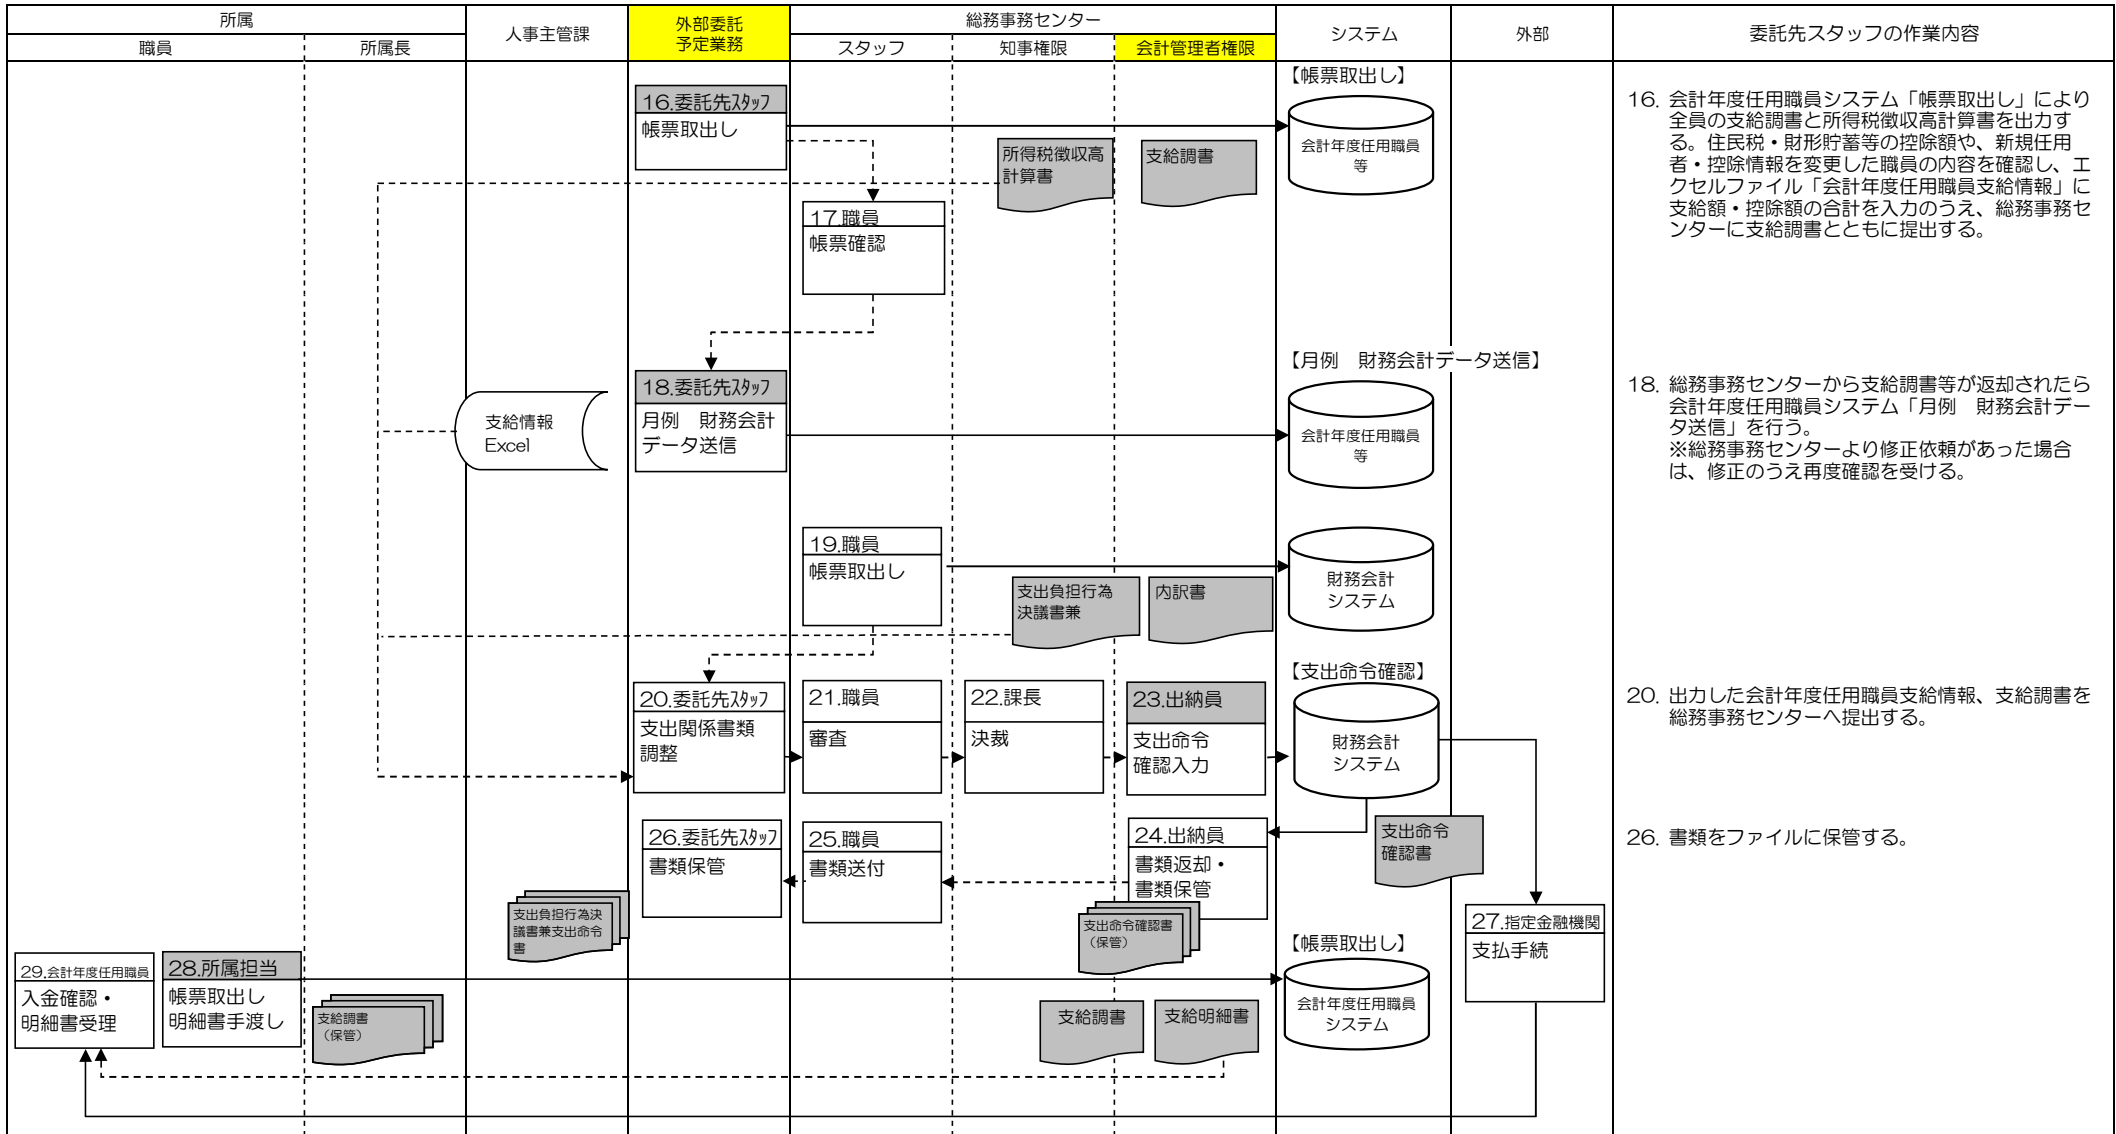 所属
職員
所属長
人事主管課
外部委託
予定業務
総務事務センター
スタッフ
知事権限
会計管理者権限
システム
外部
委託先スタッフの作業内容
【帳票取出し】
16.委託先ｽﾀｯﾌ
帳票取出し
会計年度任用職員
等
所得税徴収高
計算書
支給調書
17.職員
帳票確認
16. 会計年度任用職員システム「帳票取出し」により
全員の支給調書と所得税徴収高計算書を出力す
る。住民税・財形貯蓄等の控除額や、新規任用
者・控除情報を変更した職員の内容を確認し、エ
クセルファイル「会計年度任用職員支給情報」に
支給額・控除額の合計を入力のうえ、総務事務セ
ンターに支給調書とともに提出する。
【月例　財務会計データ送信】
18.委託先ｽﾀｯﾌ
月例　財務会計
データ送信
支給情報
Excel
会計年度任用職員
等
18. 総務事務センターから支給調書等が返却されたら
会計年度任用職員システム「月例　財務会計デー
タ送信」を行う。
※総務事務センターより修正依頼があった場合
は、修正のうえ再度確認を受ける。
19.職員
帳票取出し
財務会計
システム
支出負担行為
決議書兼
内訳書
【支出命令確認】
20.委託先ｽﾀｯﾌ
支出関係書類
調整
21.職員
審査
22.課長
決裁
23.出納員
支出命令
確認入力
財務会計
システム
20. 出力した会計年度任用職員支給情報、支給調書を
総務事務センターへ提出する。
26.委託先ｽﾀｯﾌ
書類保管
25.職員
書類送付
24.出納員
書類返却・
書類保管
支出命令
確認書
26. 書類をファイルに保管する。
支出負担行為決
議書兼支出命令
書
支出命令確認書
（保管）
27.指定金融機関
支払手続
【帳票取出し】
29.会計年度任用職員
入金確認・
明細書受理
28.所属担当
帳票取出し
明細書手渡し
支給調書
（保管）
支給調書
支給明細書
会計年度任用職員
システム